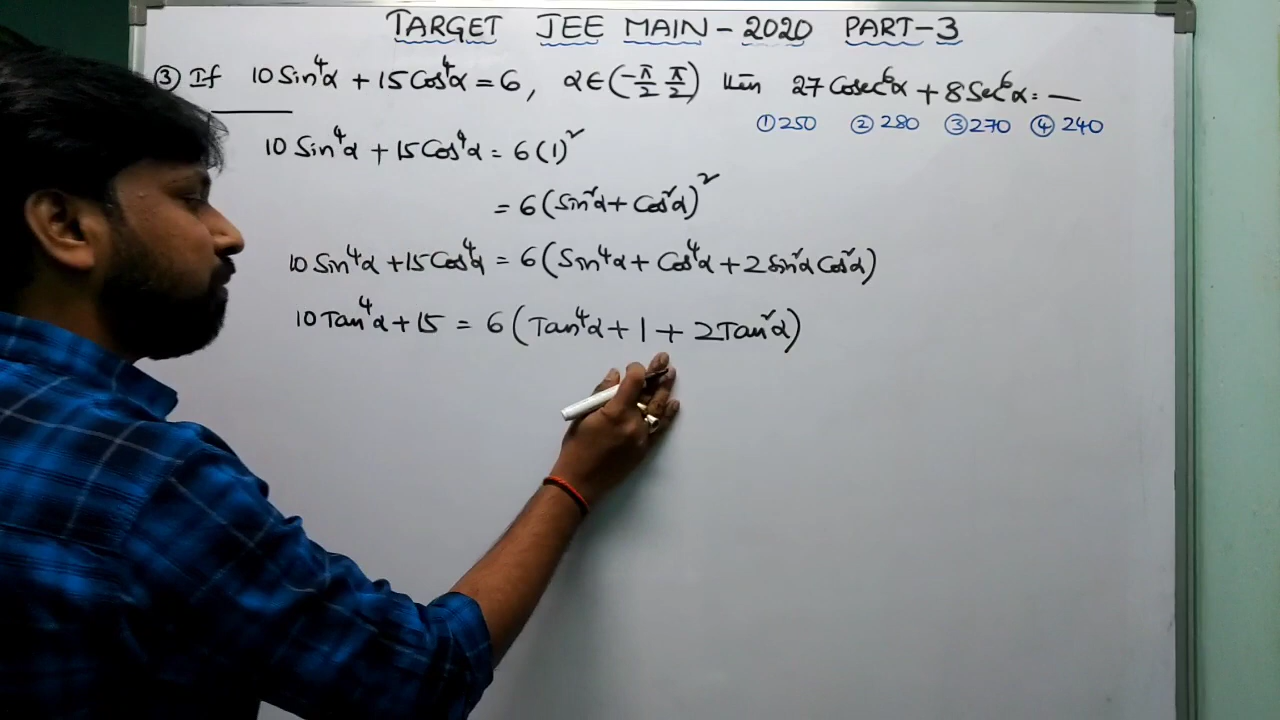 TARGET JEE MAIN - 2020 PART-3
③ If 10 Sin⁴α + 15 Cos⁴α = 6, α∈(-π/2 π/2) then 27 Cosec⁶α + 8 Sec⁶α = —
① 250 ② 280 ③ 270 ④ 240
10 Sin⁴α + 15 Cos⁴α = 6(1)²
= 6(Sin²α + Cos²α)²
10 Sin⁴α + 15 Cos⁴α = 6(Sin⁴α + Cos⁴α + 2 Sin²α Cos²α)
10 Tan⁴α + 15 = 6(Tan⁴α + 1 + 2 Tan²α)